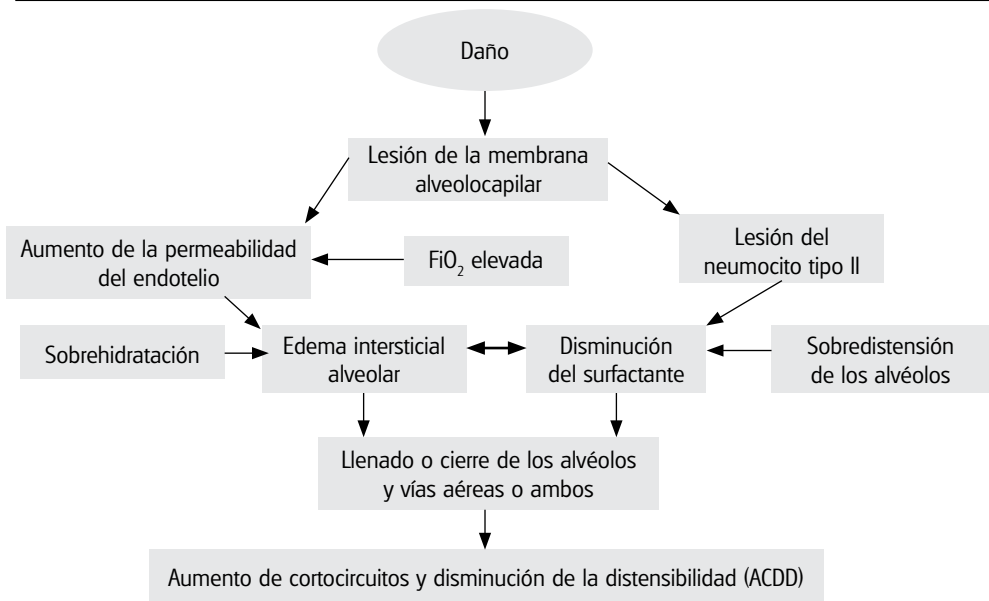 Daño
Lesión de la membrana
alveolocapilar
Aumento de la permeabilidad
del endotelio
FiO₂ elevada
Lesión del
neumocito tipo II
Sobrehidratación
Edema intersticial
alveolar
Disminución
del surfactante
Sobredistensión
de los alvéolos
Llenado o cierre de los alvéolos
y vías aéreas o ambos
Aumento de cortocircuitos y disminución de la distensibilidad (ACDD)